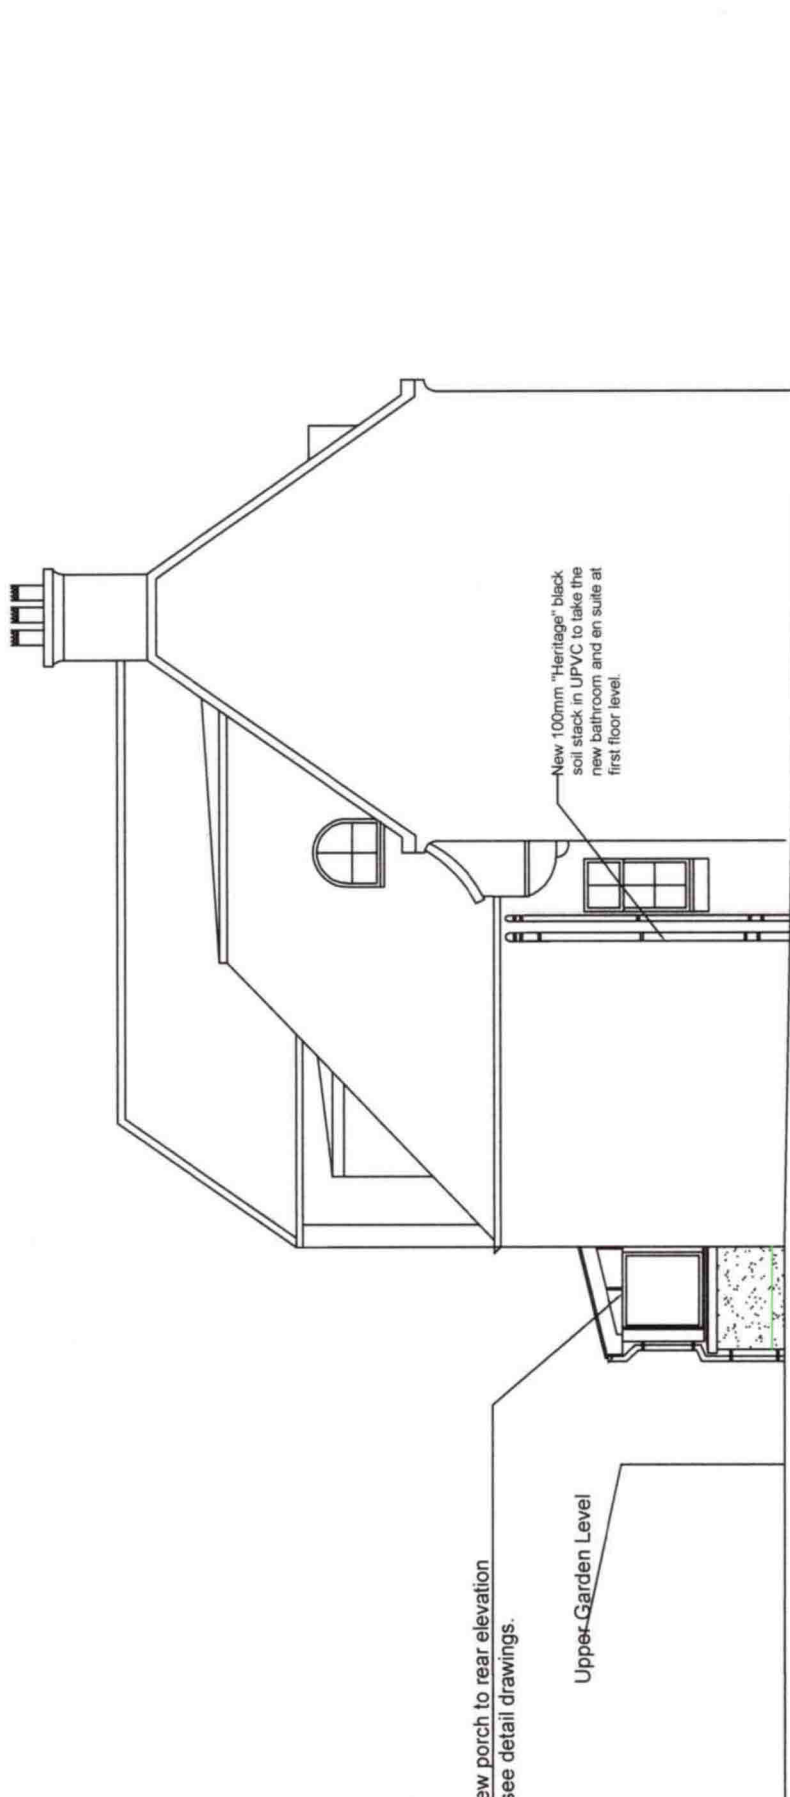 porch to rear elevation
see detail drawings.
Upper Garden Level
New 100mm "Heritage" black
soil stack in UPVC to take the
new bathroom and en suite at
first floor level.